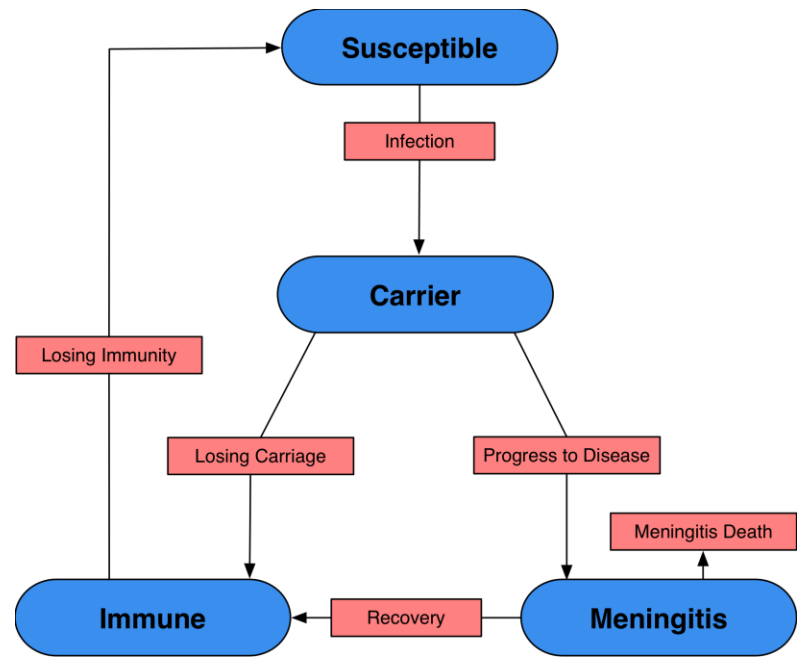 Susceptible
Infection
Carrier
Losing Immunity
Losing Carriage
Progress to Disease
Meningitis Death
Immune
Recovery
Meningitis